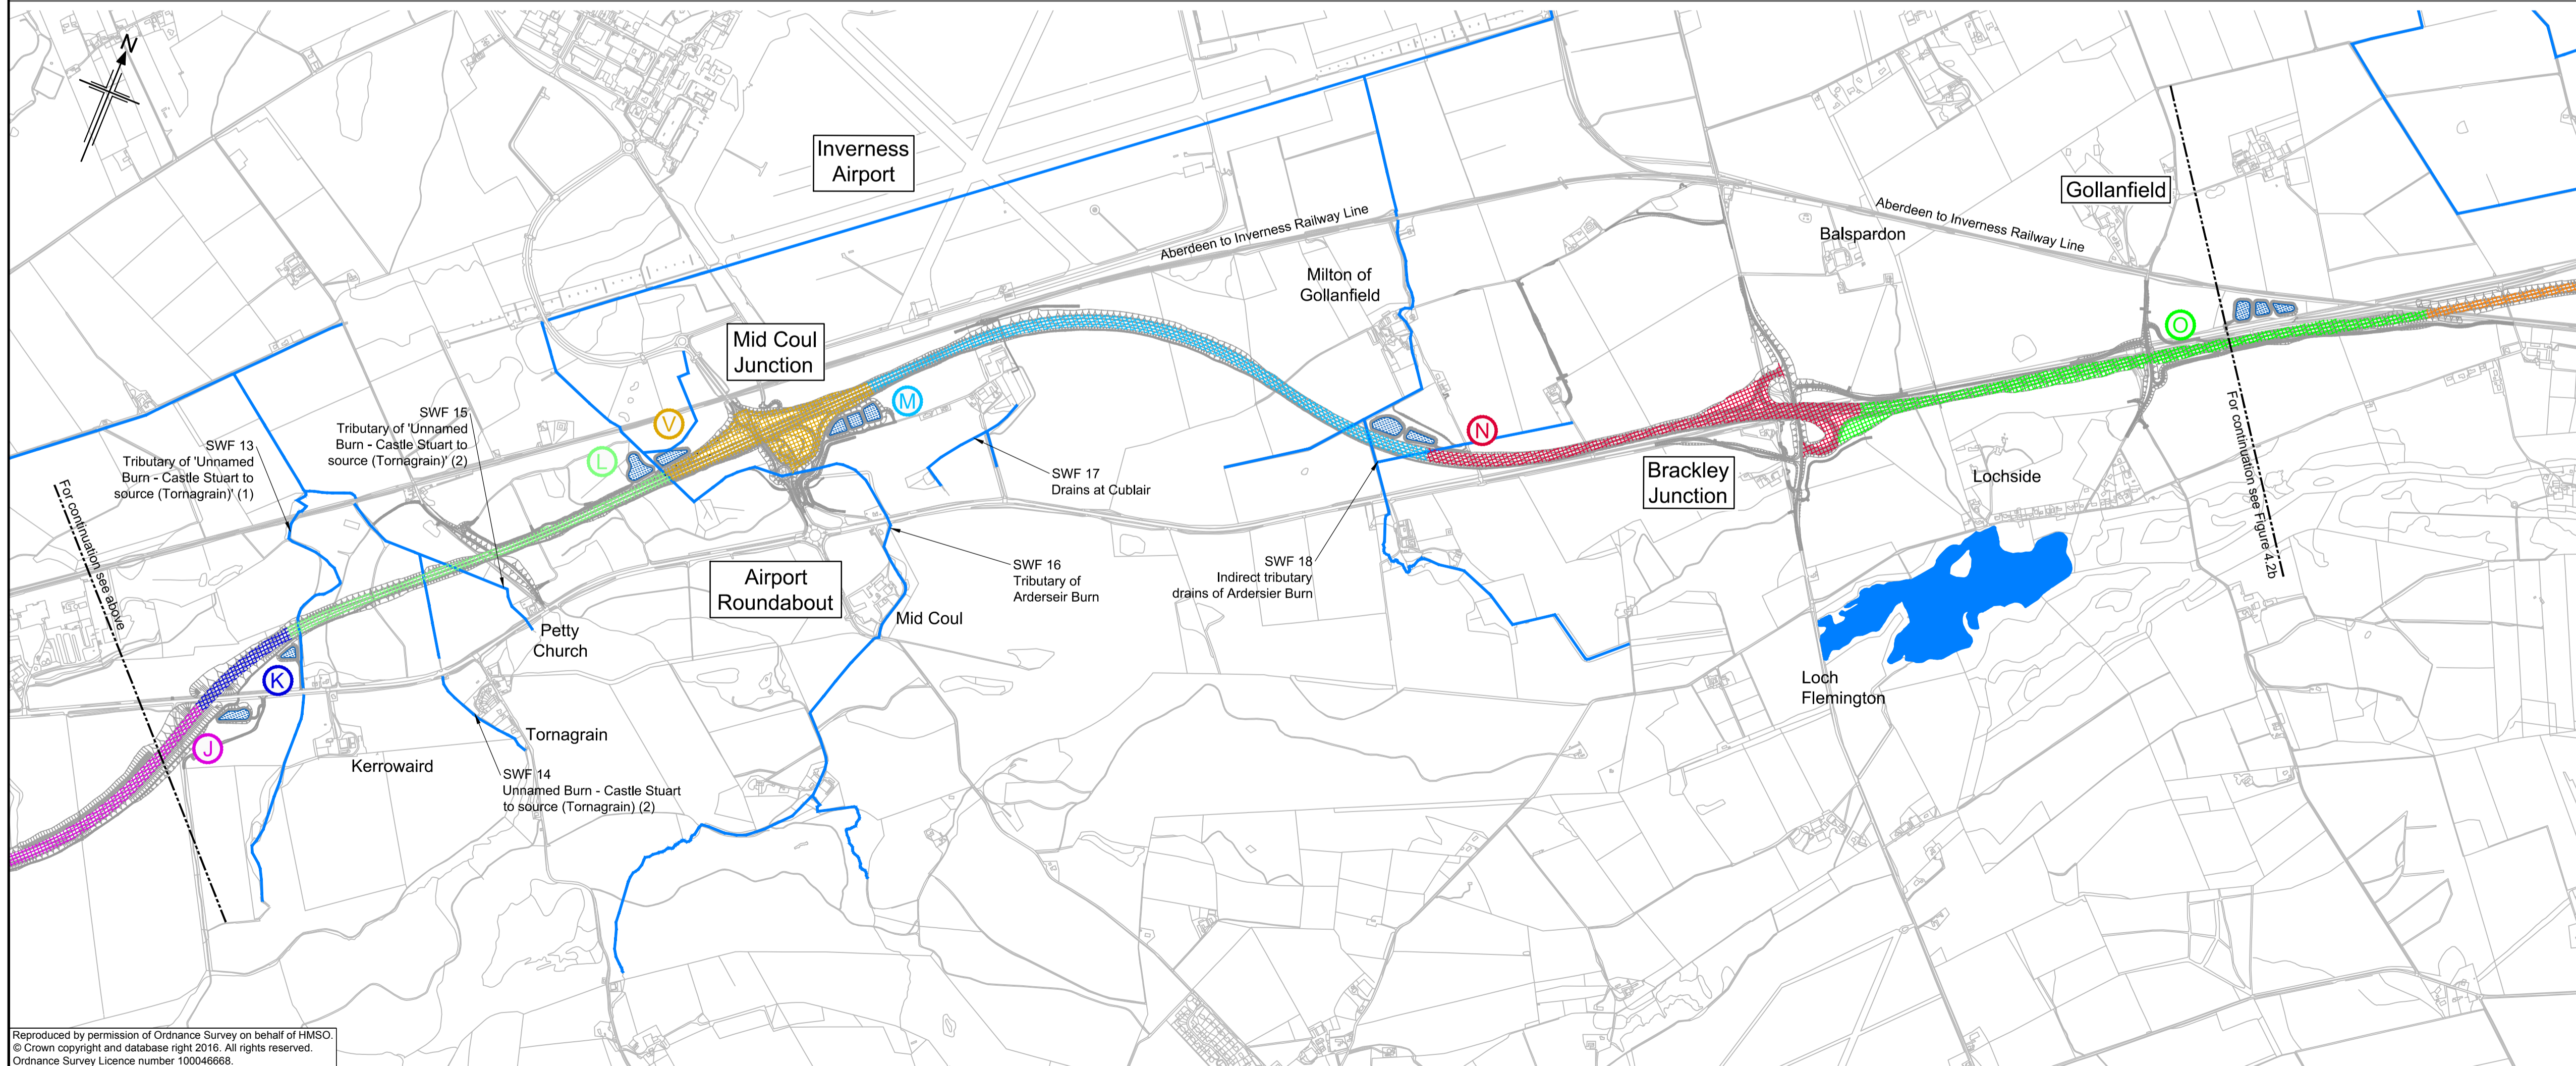 N
Inverness
Airport
Gollanfield
Aberdeen to Inverness Railway Line
Aberdeen to Inverness Railway Line
Balspardon
Milton of
Gollanfield
Mid Coul
Junction
O
M
V
N
L
SWF 15
Tributary of 'Unnamed
Burn - Castle Stuart to
source (Tornagrain)' (2)
SWF 13
Tributary of 'Unnamed
Burn - Castle Stuart to
source (Tornagrain)' (1)
SWF 17
Drains at Cublair
Brackley
Junction
Lochside
For continuation see above
For continuation see Figure 4.2b
SWF 16
Tributary of
Arderseir Burn
SWF 18
Indirect tributary
drains of Ardersier Burn
Airport
Roundabout
Mid Coul
Petty
Church
K
J
Loch
Flemington
Tornagrain
Kerrowaird
SWF 14
Unnamed Burn - Castle Stuart
to source (Tornagrain) (2)
Reproduced by permission of Ordnance Survey on behalf of HMSO.
© Crown copyright and database right 2016. All rights reserved.
Ordnance Survey Licence number 100046668.